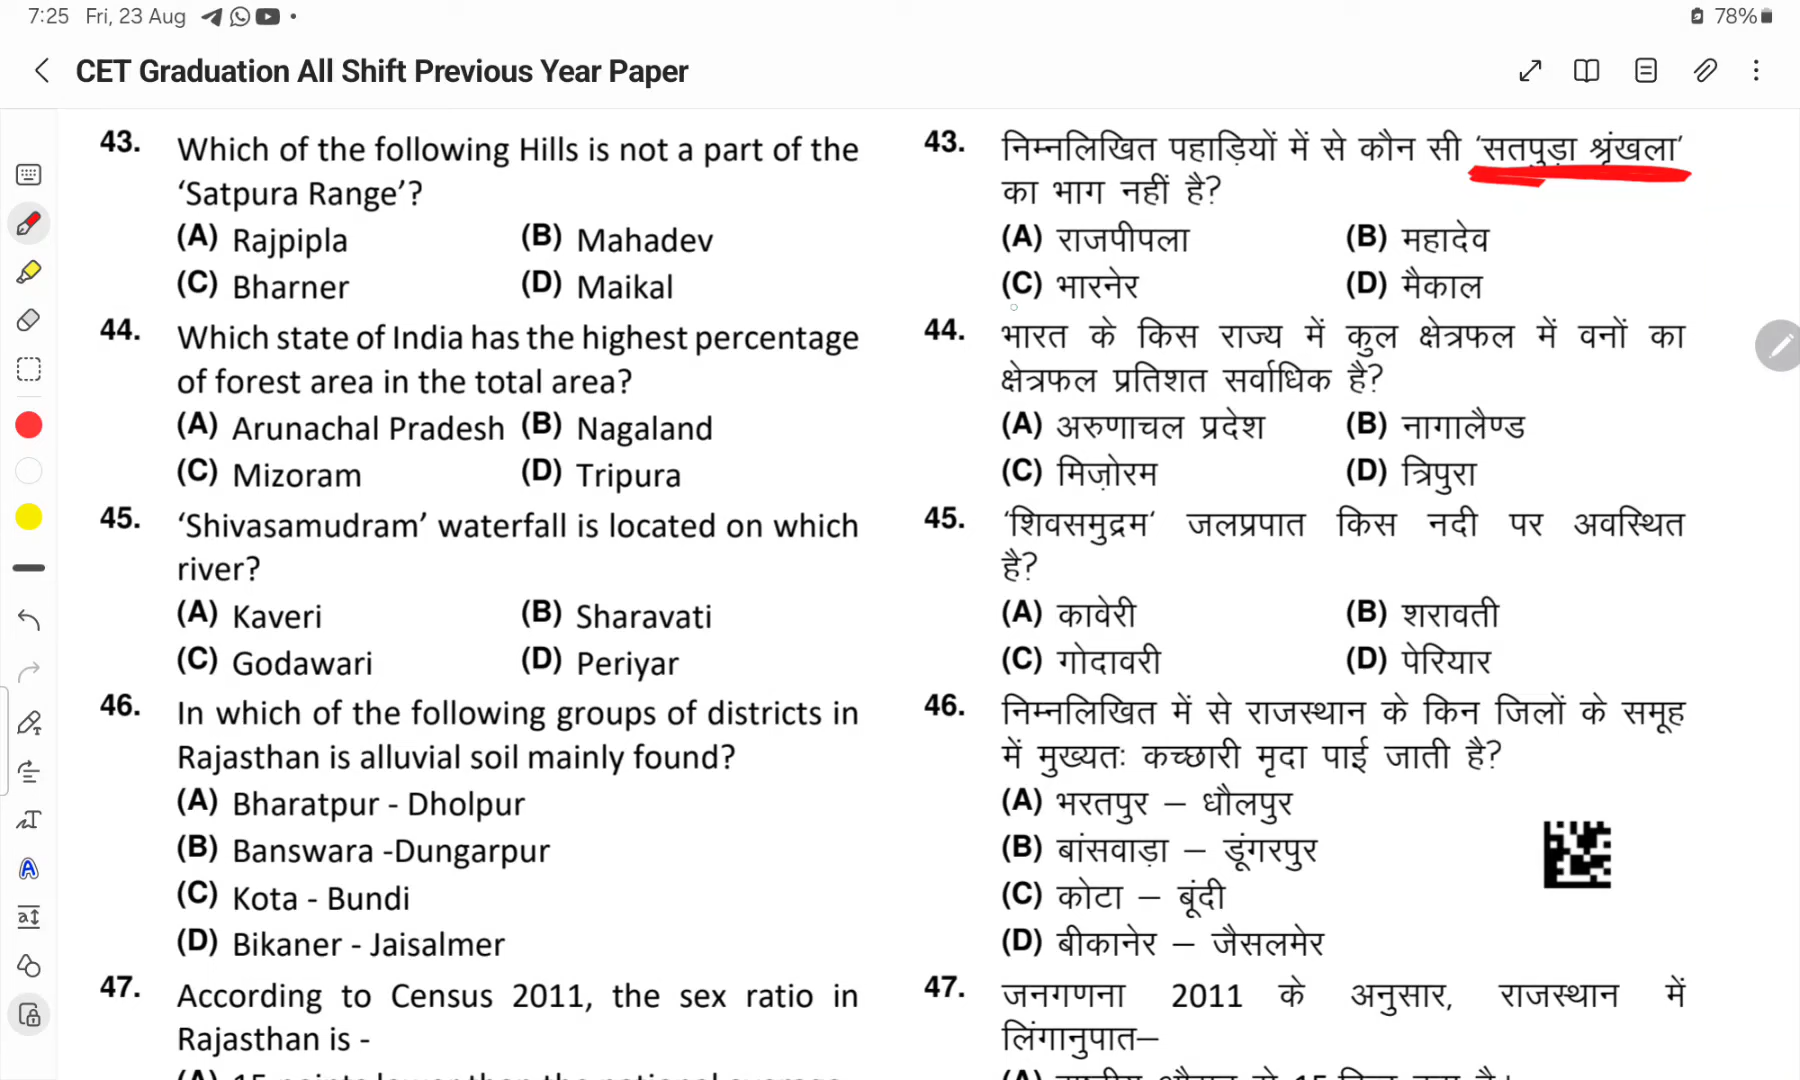 7:25 Fri, 23 Aug
78%
CET Graduation All Shift Previous Year Paper
43. Which of the following Hills is not a part of the
‘Satpura Range’?
(A) Rajpipla (B) Mahadev
(C) Bharner (D) Maikal
44. Which state of India has the highest percentage
of forest area in the total area?
(A) Arunachal Pradesh (B) Nagaland
(C) Mizoram (D) Tripura
45. ‘Shivasamudram’ waterfall is located on which
river?
(A) Kaveri (B) Sharavati
(C) Godawari (D) Periyar
46. In which of the following groups of districts in
Rajasthan is alluvial soil mainly found?
(A) Bharatpur - Dholpur
(B) Banswara -Dungarpur
(C) Kota - Bundi
(D) Bikaner - Jaisalmer
47. According to Census 2011, the sex ratio in
Rajasthan is -
(A) 15 points lower than the national average
43. निम्नलिखित पहाड़ियों में से कौन सी ‘सतपुड़ा श्रृंखला’
का भाग नहीं है?
(A) राजपीपला (B) महादेव
(C) भारनेर (D) मैकाल
44. भारत के किस राज्य में कुल क्षेत्रफल में वनों का
क्षेत्रफल प्रतिशत सर्वाधिक है?
(A) अरुणाचल प्रदेश (B) नागालैण्ड
(C) मिज़ोरम (D) त्रिपुरा
45. ‘शिवसमुद्रम‘ जलप्रपात किस नदी पर अवस्थित
है?
(A) कावेरी (B) शरावती
(C) गोदावरी (D) पेरियार
46. निम्नलिखित में से राजस्थान के किन जिलों के समूह
में मुख्यतः कच्छारी मृदा पाई जाती है?
(A) भरतपुर – धौलपुर
(B) बांसवाड़ा – डूंगरपुर
(C) कोटा – बूंदी
(D) बीकानेर – जैसलमेर
47. जनगणना 2011 के अनुसार, राजस्थान में
लिंगानुपात–